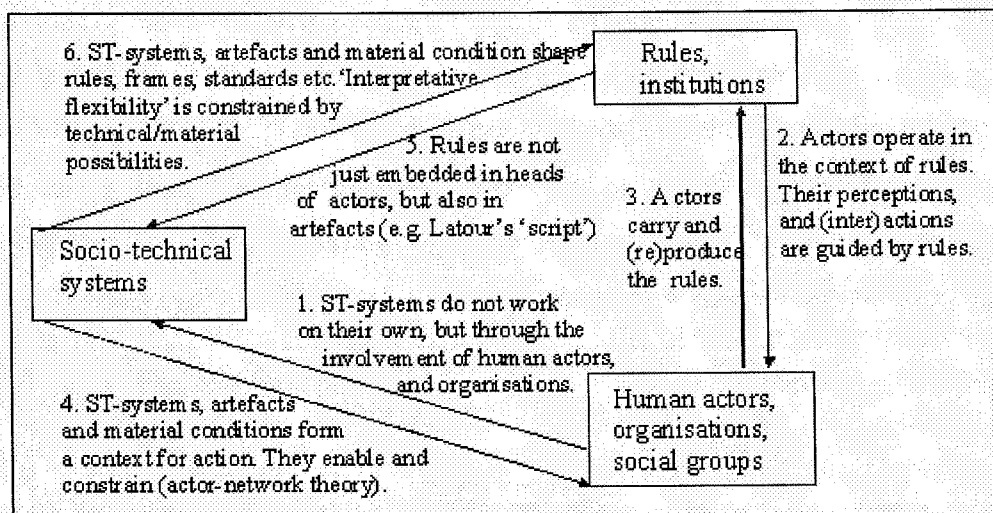 6. ST-systems, artefacts and material condition shape
rules, frames, standards etc. ‘Interpretative
flexibility’ is constrained by
technical/material
possibilities.
Rules,
institutions
5. Rules are not
just embedded in heads
of actors, but also in
artefacts (e.g. Latour's ‘script’)
3. Actors
carry and
(re)produce
the rules.
2. Actors operate in
the context of rules.
Their perceptions,
and (inter)actions
are guided by rules.
Socio-technical
systems
1. ST-systems do not work
on their own, but through the
involvement of human actors,
and organisations.
4. ST-systems, artefacts
and material conditions form
a context for action. They enable and
constrain (actor-network theory).
Human actors,
organisations,
social groups